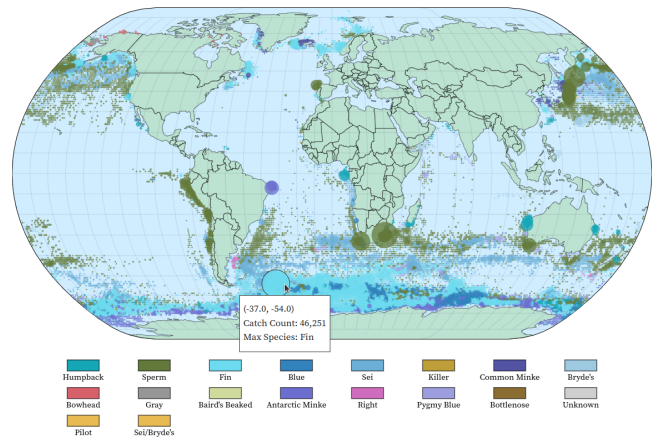 (-37.0, -54.0)
Catch Count: 46,251
Max Species: Fin
Humpback Sperm Fin Blue Sei Killer Common Minke Bryde's
Bowhead Gray Baird's Beaked Antarctic Minke Right Pygmy Blue Bottlenose Unknown
Pilot Sei/Bryde's